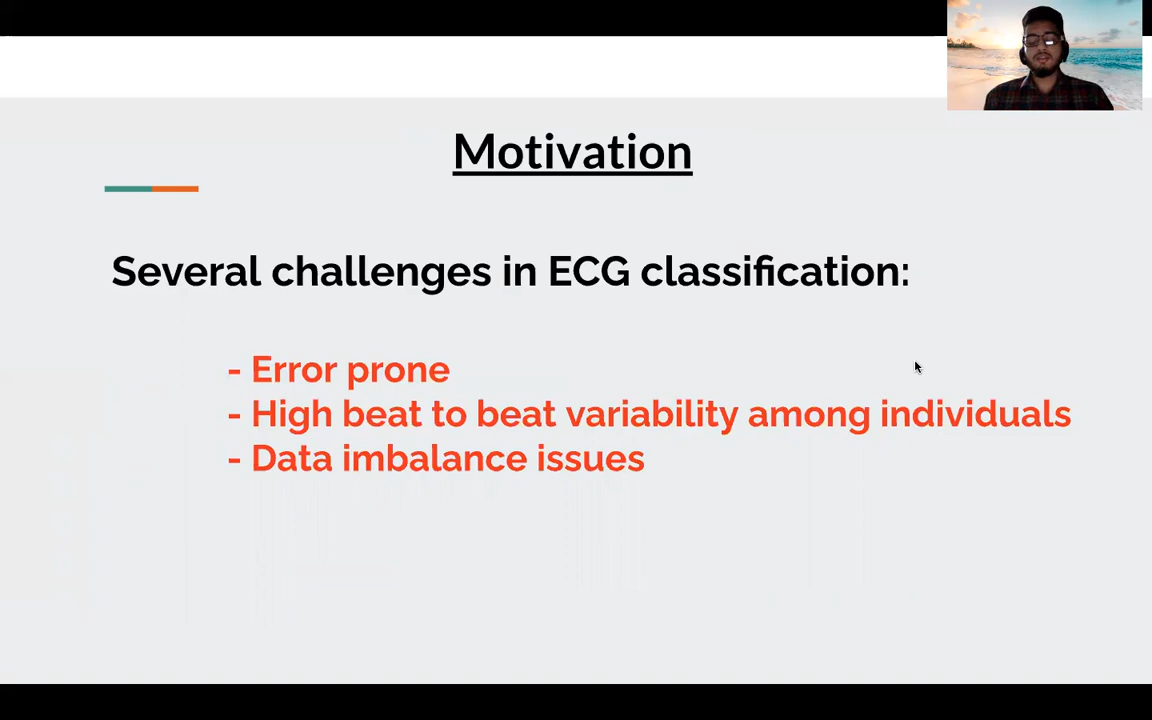 Motivation
Several challenges in ECG classification:
- Error prone
- High beat to beat variability among individuals
- Data imbalance issues